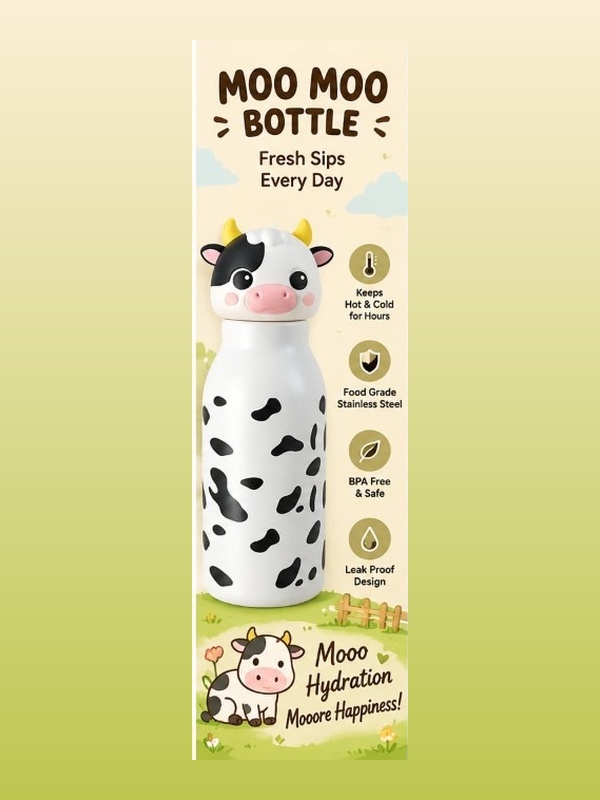 MOO MOO
BOTTLE
Fresh Sips
Every Day
Keeps
Hot & Cold
for Hours
Food Grade
Stainless Steel
BPA Free
& Safe
Leak Proof
Design
Mooo
Hydration
Mooore Happiness!